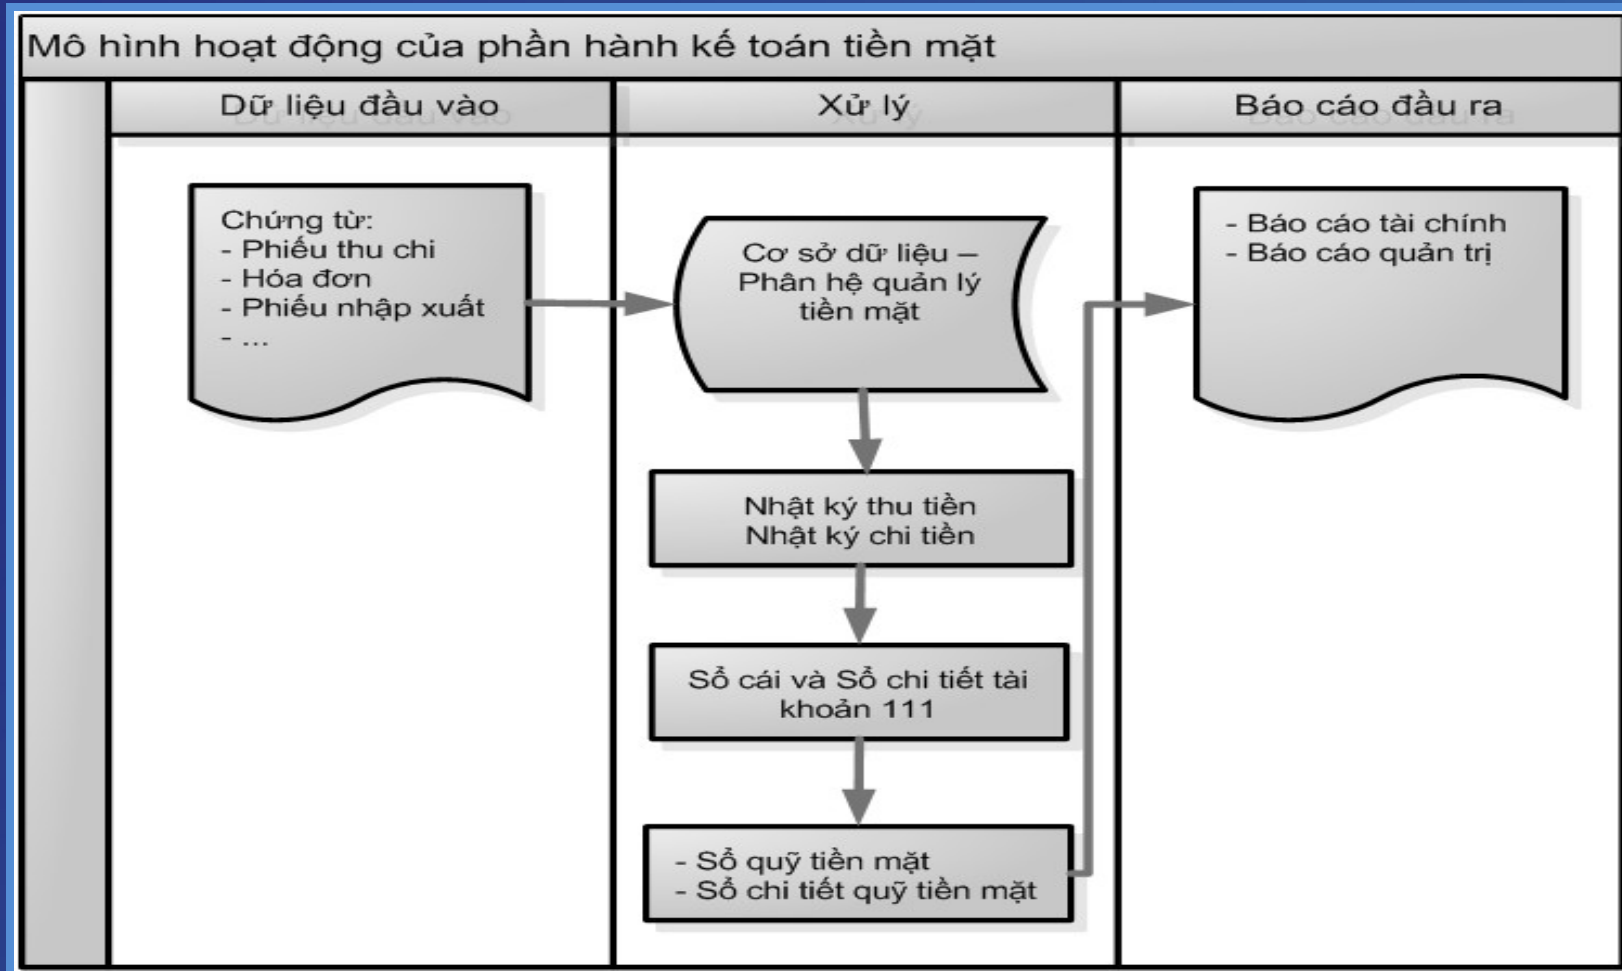 Mô hình hoạt động của phần hành kế toán tiền mặt
Dữ liệu đầu vào
Xử lý
Báo cáo đầu ra
Chứng từ:
- Phiếu thu chi
- Hóa đơn
- Phiếu nhập xuất
- ...
Cơ sở dữ liệu –
Phân hệ quản lý
tiền mặt
Nhật ký thu tiền
Nhật ký chi tiền
Sổ cái và Sổ chi tiết tài
khoản 111
- Sổ quỹ tiền mặt
- Sổ chi tiết quỹ tiền mặt
- Báo cáo tài chính
- Báo cáo quản trị